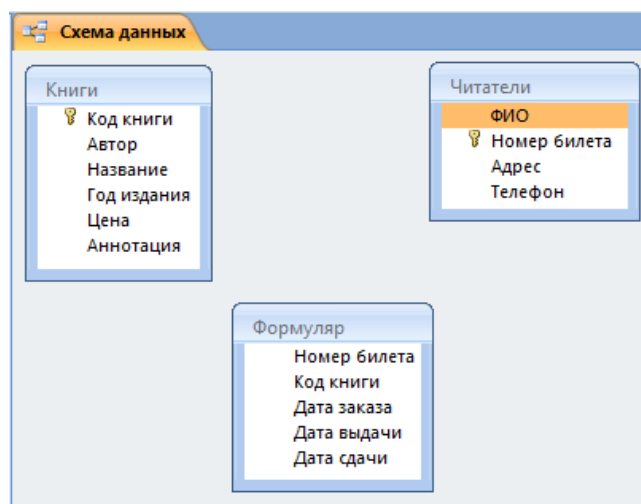 Схема данных
Книги
Код книги
Автор
Название
Год издания
Цена
Аннотация
Читатели
ФИО
Номер билета
Адрес
Телефон
Формуляр
Номер билета
Код книги
Дата заказа
Дата выдачи
Дата сдачи